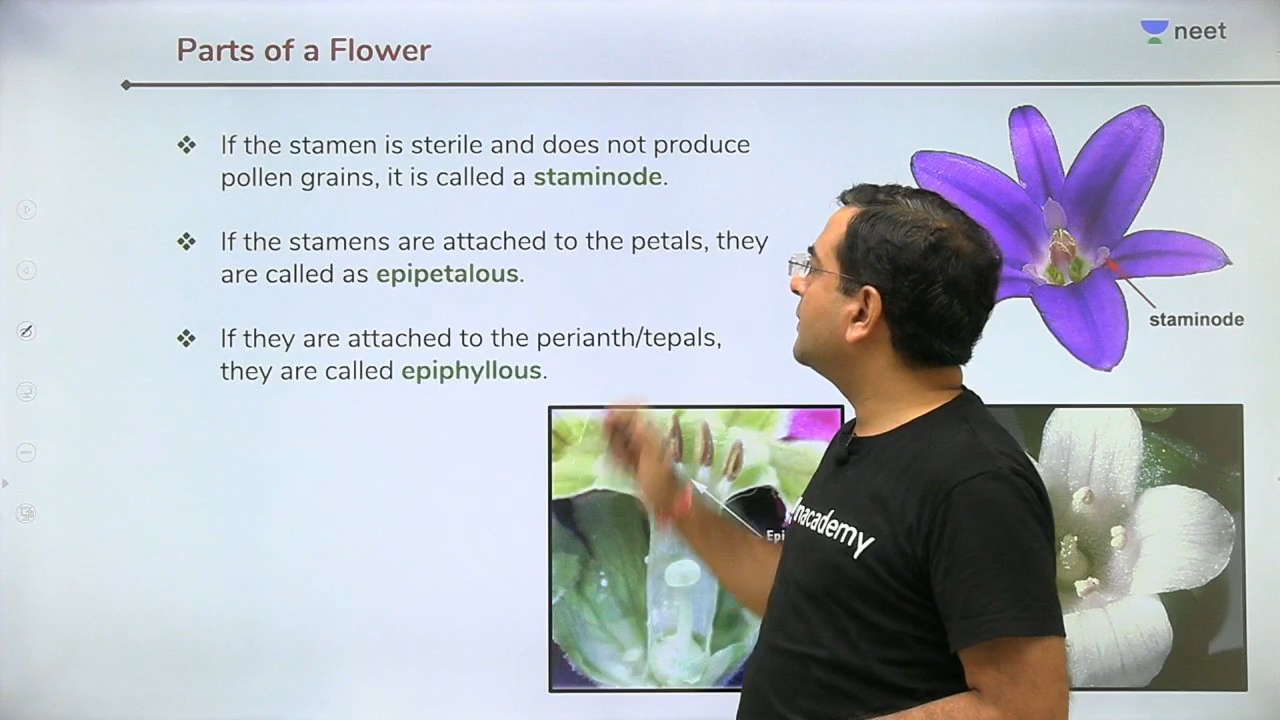 Parts of a Flower
neet
If the stamen is sterile and does not produce
pollen grains, it is called a staminode.
If the stamens are attached to the petals, they
are called as epipetalous.
If they are attached to the perianth/tepals,
they are called epiphyllous.
staminode
Epi
nacademy